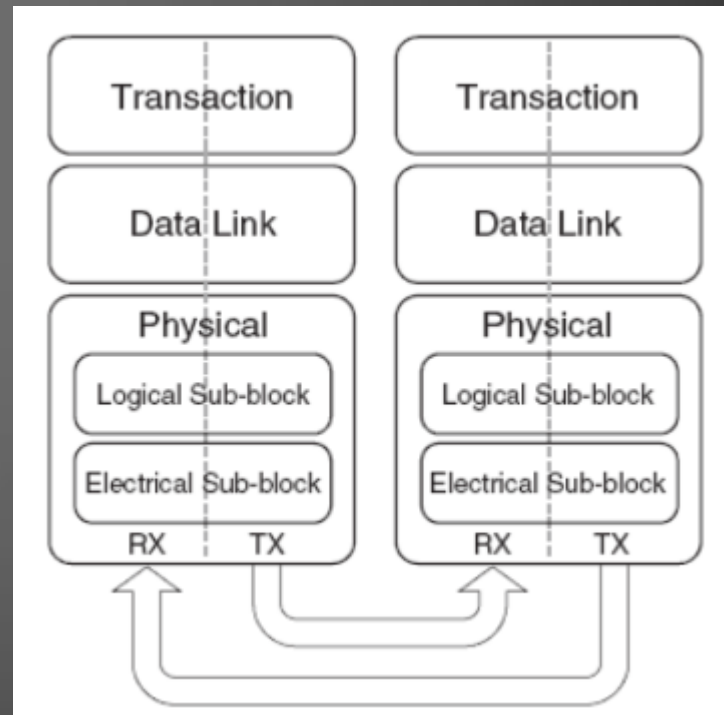 Transaction
Data Link
Physical
Logical Sub-block
Electrical Sub-block
RX TX
Transaction
Data Link
Physical
Logical Sub-block
Electrical Sub-block
RX TX